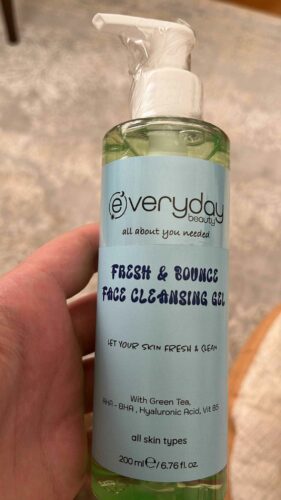 everyday
beauty
all about you needed
FRESH & BOUNCE
FACE CLEANSING GEL
LET YOUR SKIN FRESH & CLEAN
With Green Tea,
AHA - BHA, Hyaluronic Acid, Vit B5
all skin types
200 ml℮/6.76 fl.oz